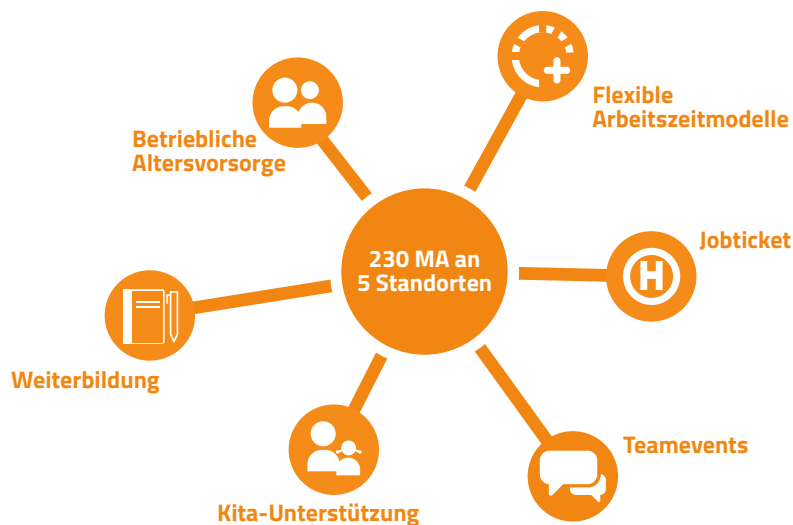 Flexible
Arbeitszeitmodelle
Betriebliche
Altersvorsorge
Jobticket
230 MA an
5 Standorten
H
Weiterbildung
Teamevents
Kita-Unterstützung